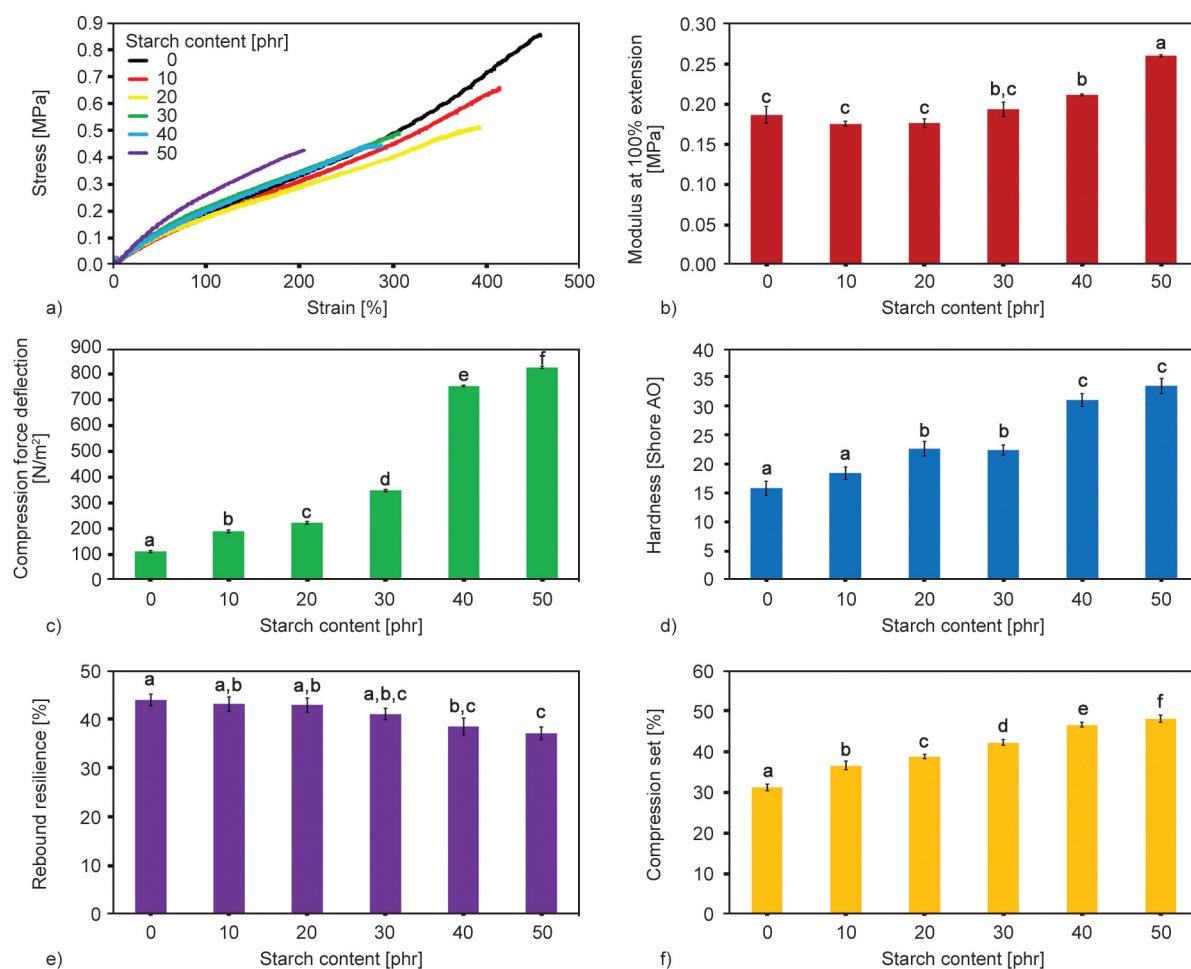 0.9
0.8
0.7
0.6
0.5
0.4
0.3
0.2
0.1
0.0
Stress [MPa]
Starch content [phr]
0
10
20
30
40
50
0 100 200 300 400 500
Strain [%]
a)
0.30
0.25
0.20
0.15
0.10
0.05
0.00
Modulus at 100% extension
[MPa]
c c c b,c b a
0 10 20 30 40 50
Starch content [phr]
b)
900
800
700
600
500
400
300
200
100
0
Compression force deflection
[N/m²]
a b c d e f
0 10 20 30 40 50
Starch content [phr]
c)
40
35
30
25
20
15
10
5
0
Hardness [Shore AO]
a a b b c c
0 10 20 30 40 50
Starch content [phr]
d)
50
40
30
20
10
0
Rebound resilience [%]
a a,b a,b a,b,c b,c c
0 10 20 30 40 50
Starch content [phr]
e)
60
50
40
30
20
10
0
Compression set [%]
a b c d e f
0 10 20 30 40 50
Starch content [phr]
f)